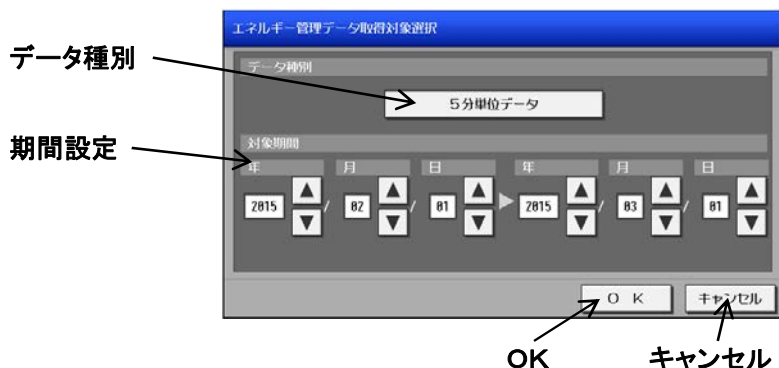 エネルギー管理データ取得対象選択
データ種別
データ種別
5分単位データ
期間設定
対象期間
年 月 日 年 月 日
2015 / 02 / 01 2015 / 03 / 01
O K キャンセル
OK キャンセル